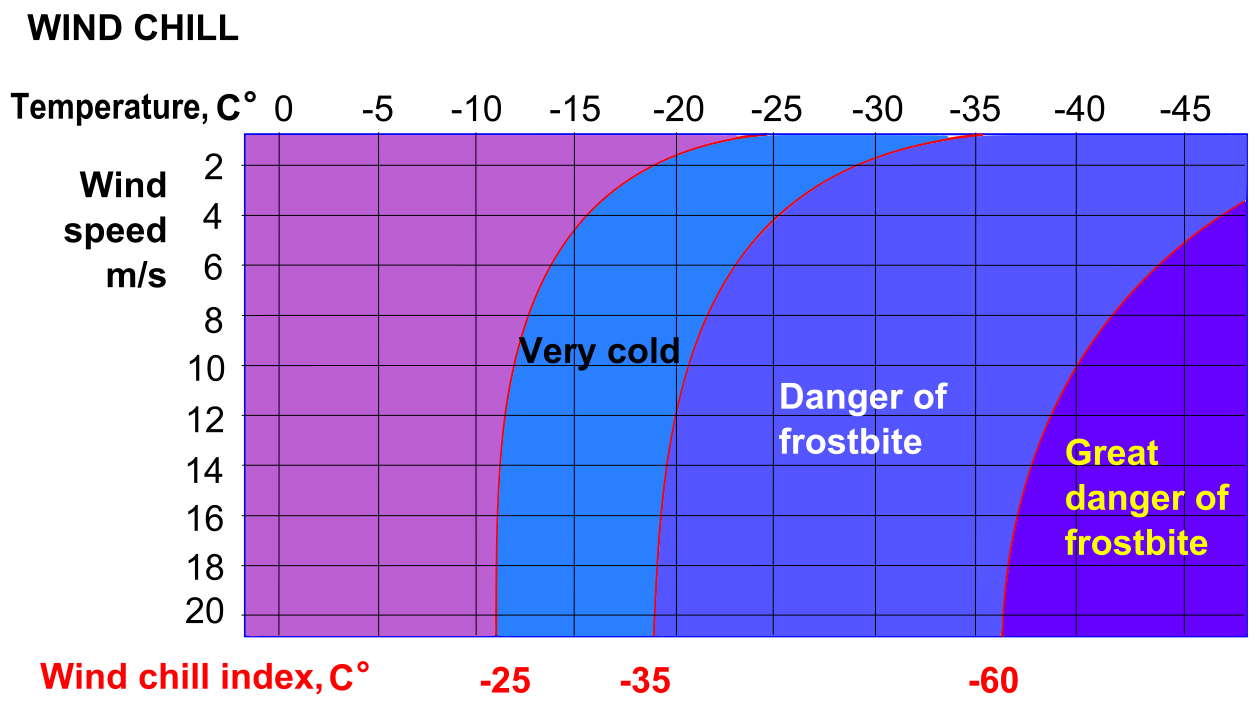 WIND CHILL
Temperature, C° 0 -5 -10 -15 -20 -25 -30 -35 -40 -45
Wind
speed
m/s
2
4
6
8
10
12
14
16
18
20
Very cold
Danger of
frostbite
Great
danger of
frostbite
Wind chill index, C° -25 -35 -60